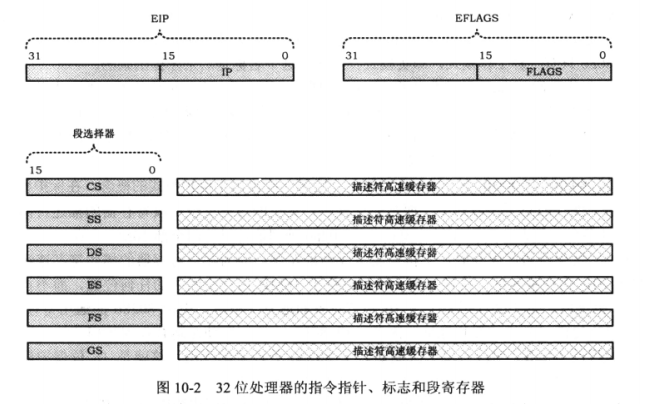 EIP EFLAGS
31 15 0 31 15 0
IP FLAGS
段选择器
15 0
CS 描述符高速缓存器
SS 描述符高速缓存器
DS 描述符高速缓存器
ES 描述符高速缓存器
FS 描述符高速缓存器
GS 描述符高速缓存器
图 10-2 32 位处理器的指令指针、标志和段寄存器